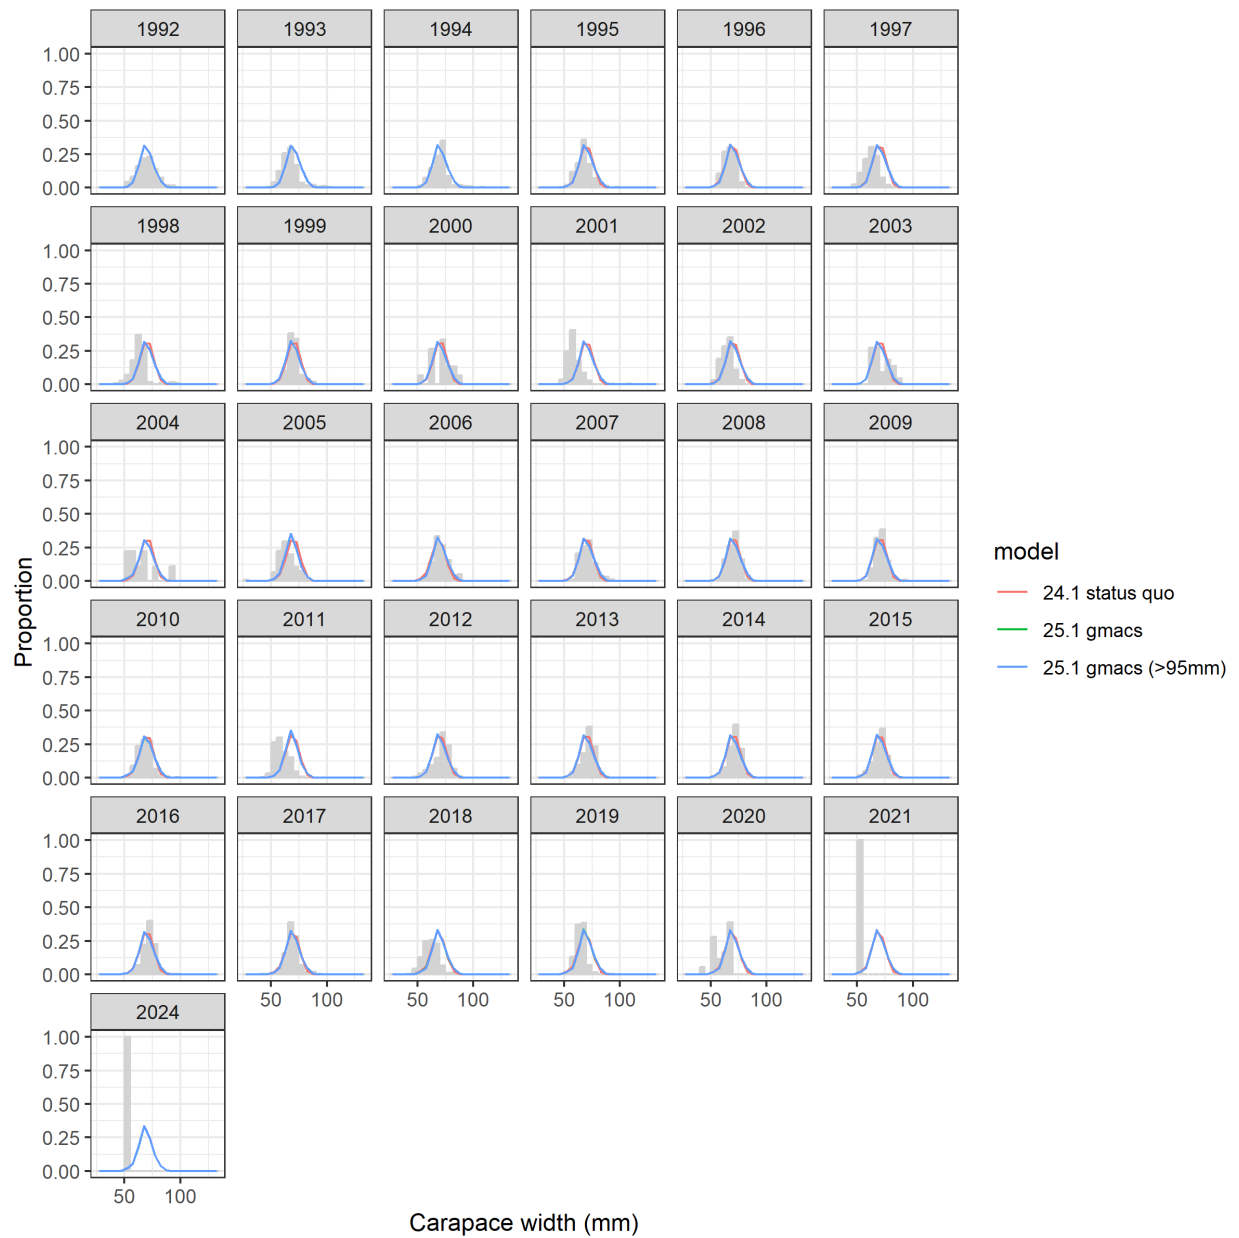 1992 1993 1994 1995 1996 1997
1.00
0.75
0.50
0.25
0.00
1998 1999 2000 2001 2002 2003
1.00
0.75
0.50
0.25
0.00
2004 2005 2006 2007 2008 2009
1.00
0.75
0.50
0.25
0.00
2010 2011 2012 2013 2014 2015
1.00
0.75
0.50
0.25
0.00
2016 2017 2018 2019 2020 2021
1.00
0.75
0.50
0.25
0.00
50 100 50 100 50 100 50 100 50 100
2024
1.00
0.75
0.50
0.25
0.00
50 100
Proportion
Carapace width (mm)
model
24.1 status quo
25.1 gmacs
25.1 gmacs (>95mm)